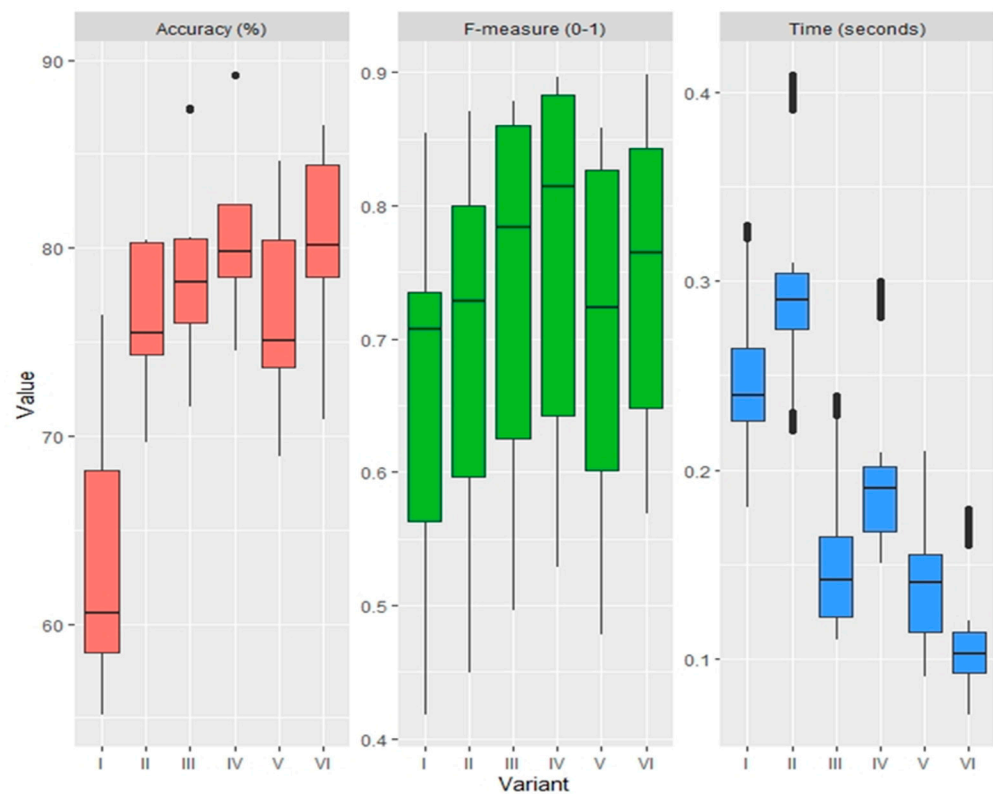 Accuracy (%)
F-measure (0-1)
Time (seconds)
Value
90
80
70
60
0.9
0.8
0.7
0.6
0.5
0.4
0.4
0.3
0.2
0.1
I II III IV V VI
I II III IV V VI
I II III IV V VI
Variant